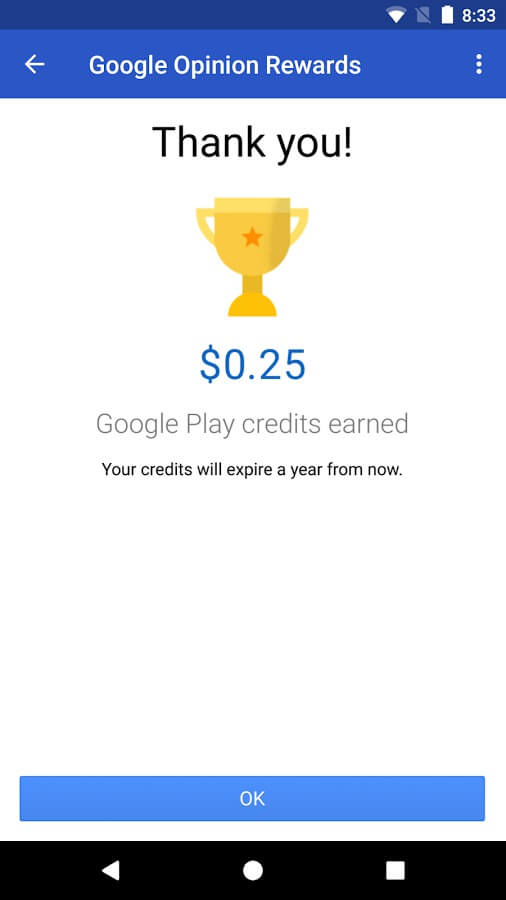 8:33
Google Opinion Rewards
Thank you!
$0.25
Google Play credits earned
Your credits will expire a year from now.
OK